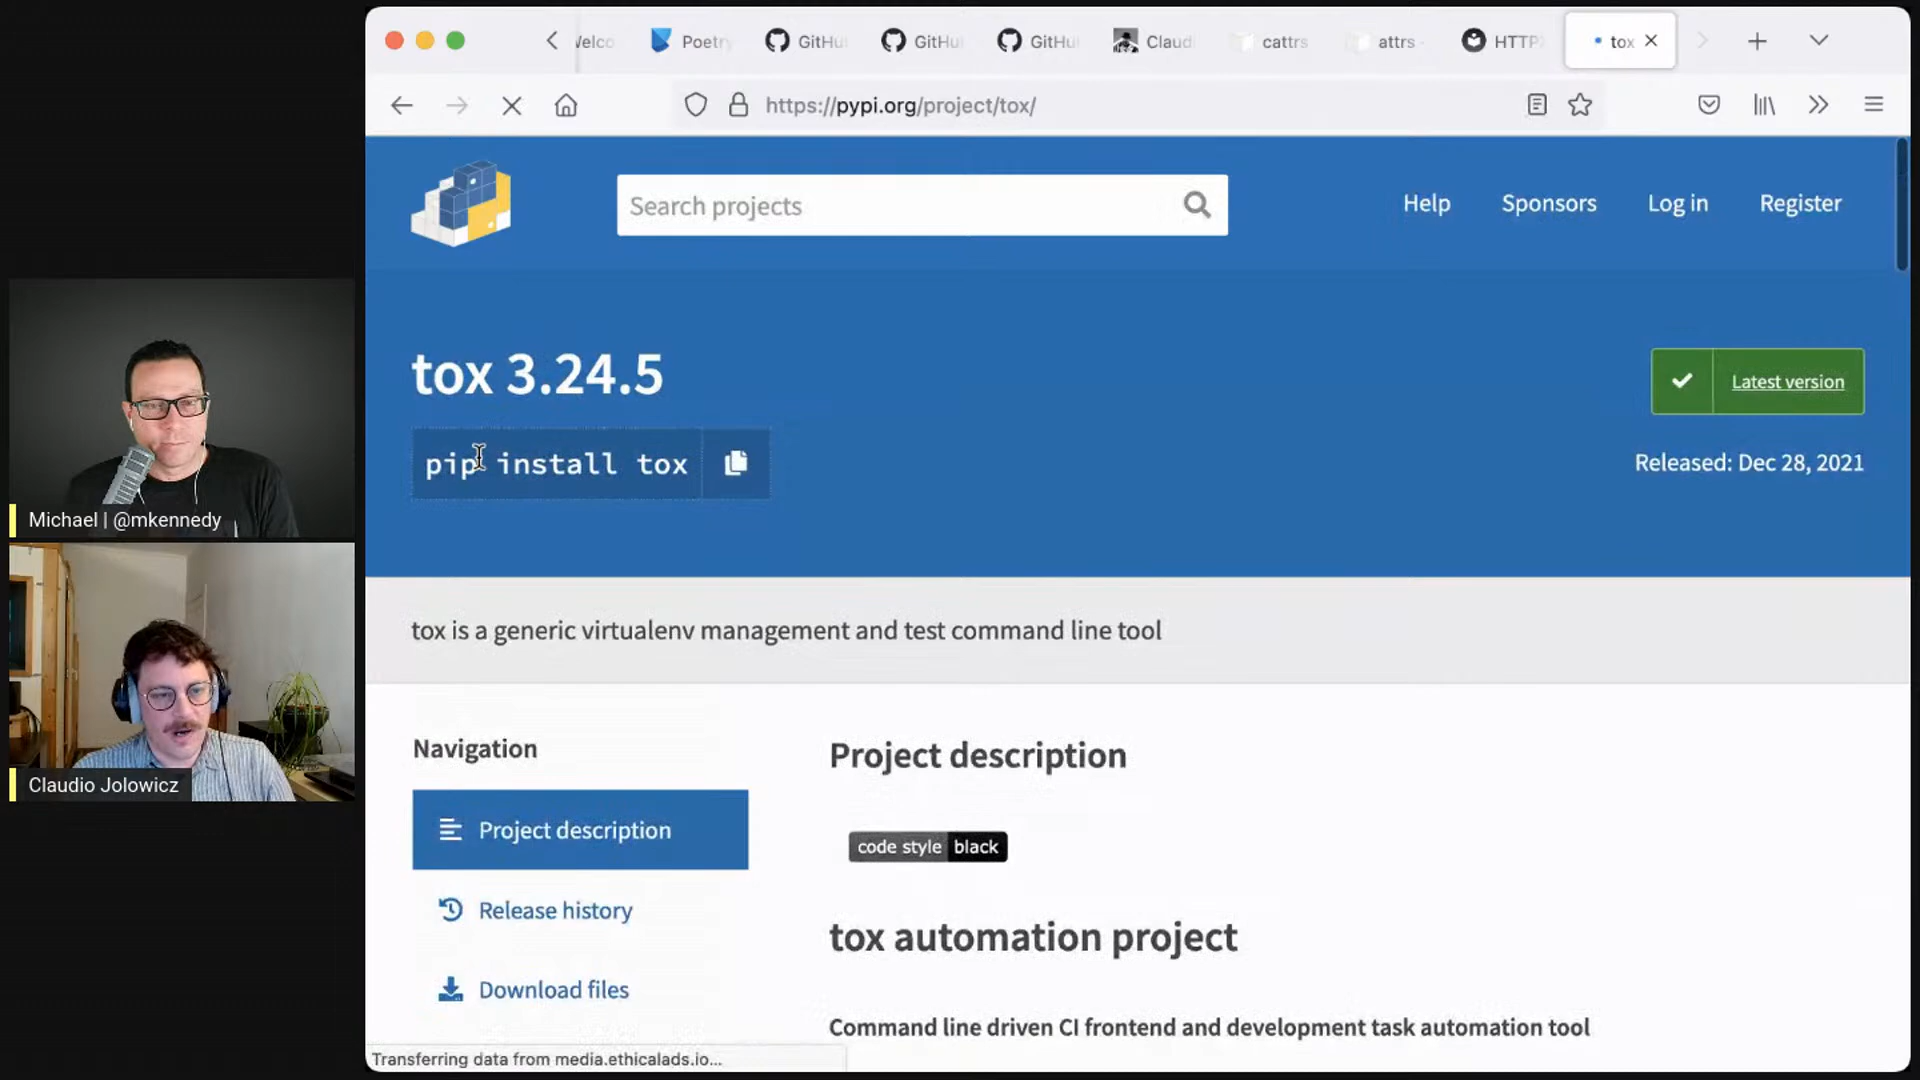 Poetry
GitHu
GitHu
GitHu
Claudi
cattrs
attrs
HTTP
tox
https://pypi.org/project/tox/
Search projects
Help
Sponsors
Log in
Register
tox 3.24.5
Latest version
pip install tox
Released: Dec 28, 2021
Michael | @mkennedy
tox is a generic virtualenv management and test command line tool
Navigation
Project description
Claudio Jolowicz
Project description
code style black
Release history
tox automation project
Download files
Command line driven CI frontend and development task automation tool
Transferring data from media.ethicalads.io...